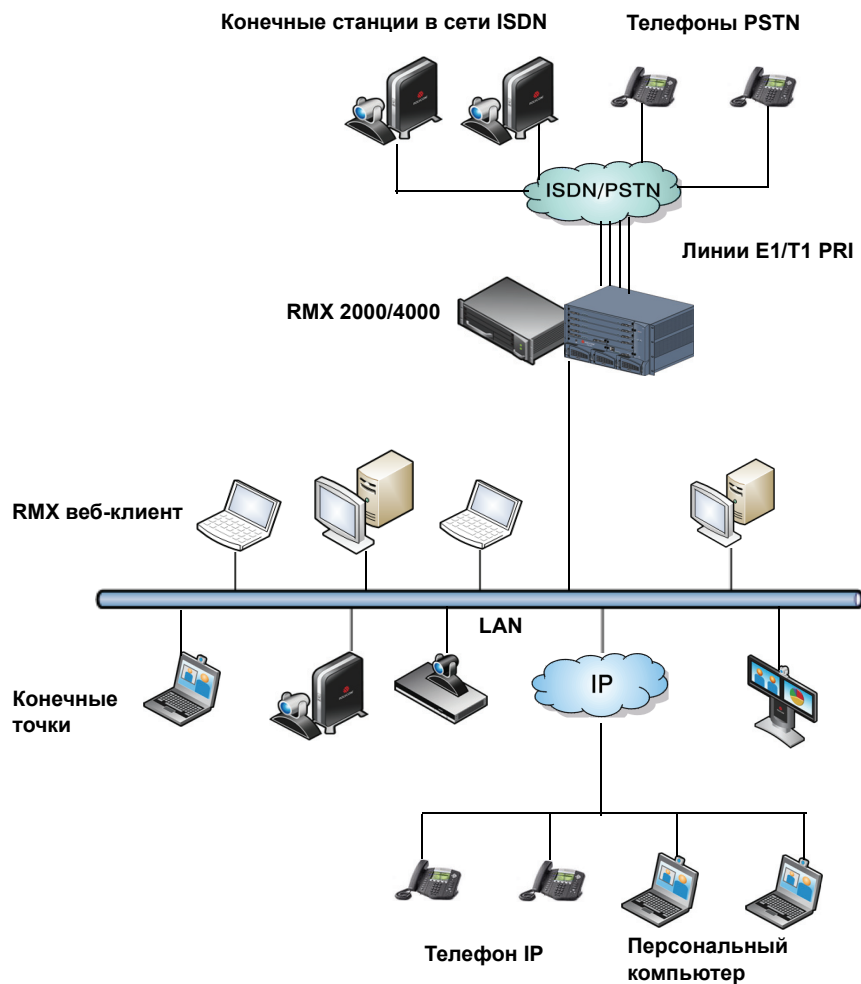 Конечные станции в сети ISDN
Телефоны PSTN
ISDN/PSTN
Линии E1/T1 PRI
RMX 2000/4000
RMX веб-клиент
LAN
Конечные
точки
IP
Телефон IP
Персональный
компьютер